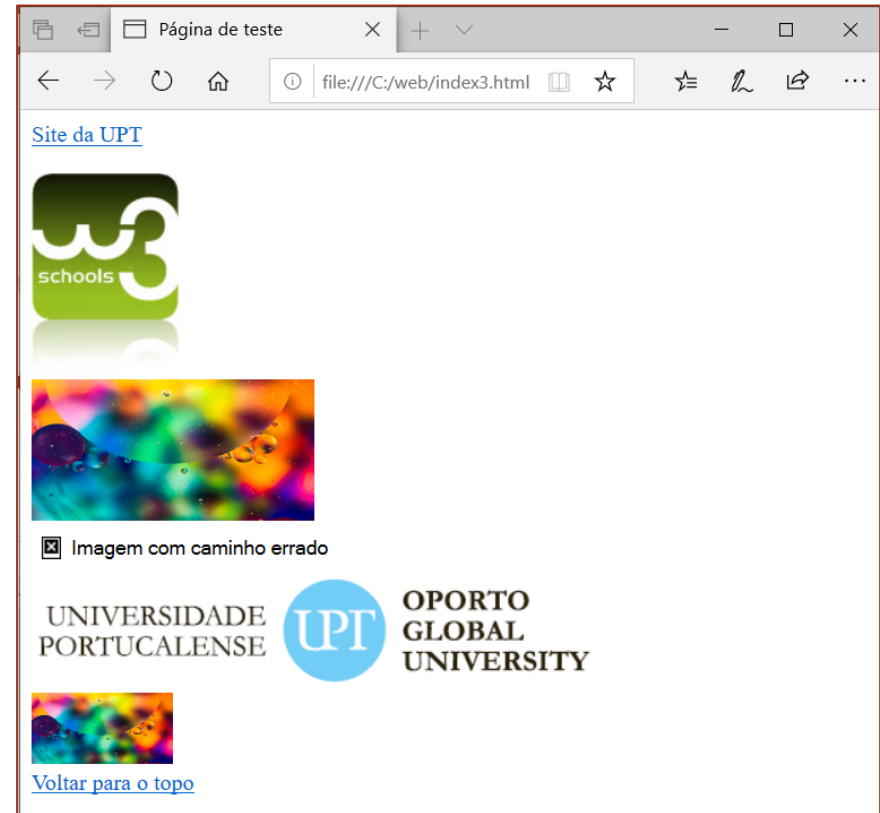 Página de teste
file:///C:/web/index3.html
Site da UPT
w3
schools
Imagem com caminho errado
UNIVERSIDADE
PORTUCALENSE
UPT
OPORTO
GLOBAL
UNIVERSITY
Voltar para o topo